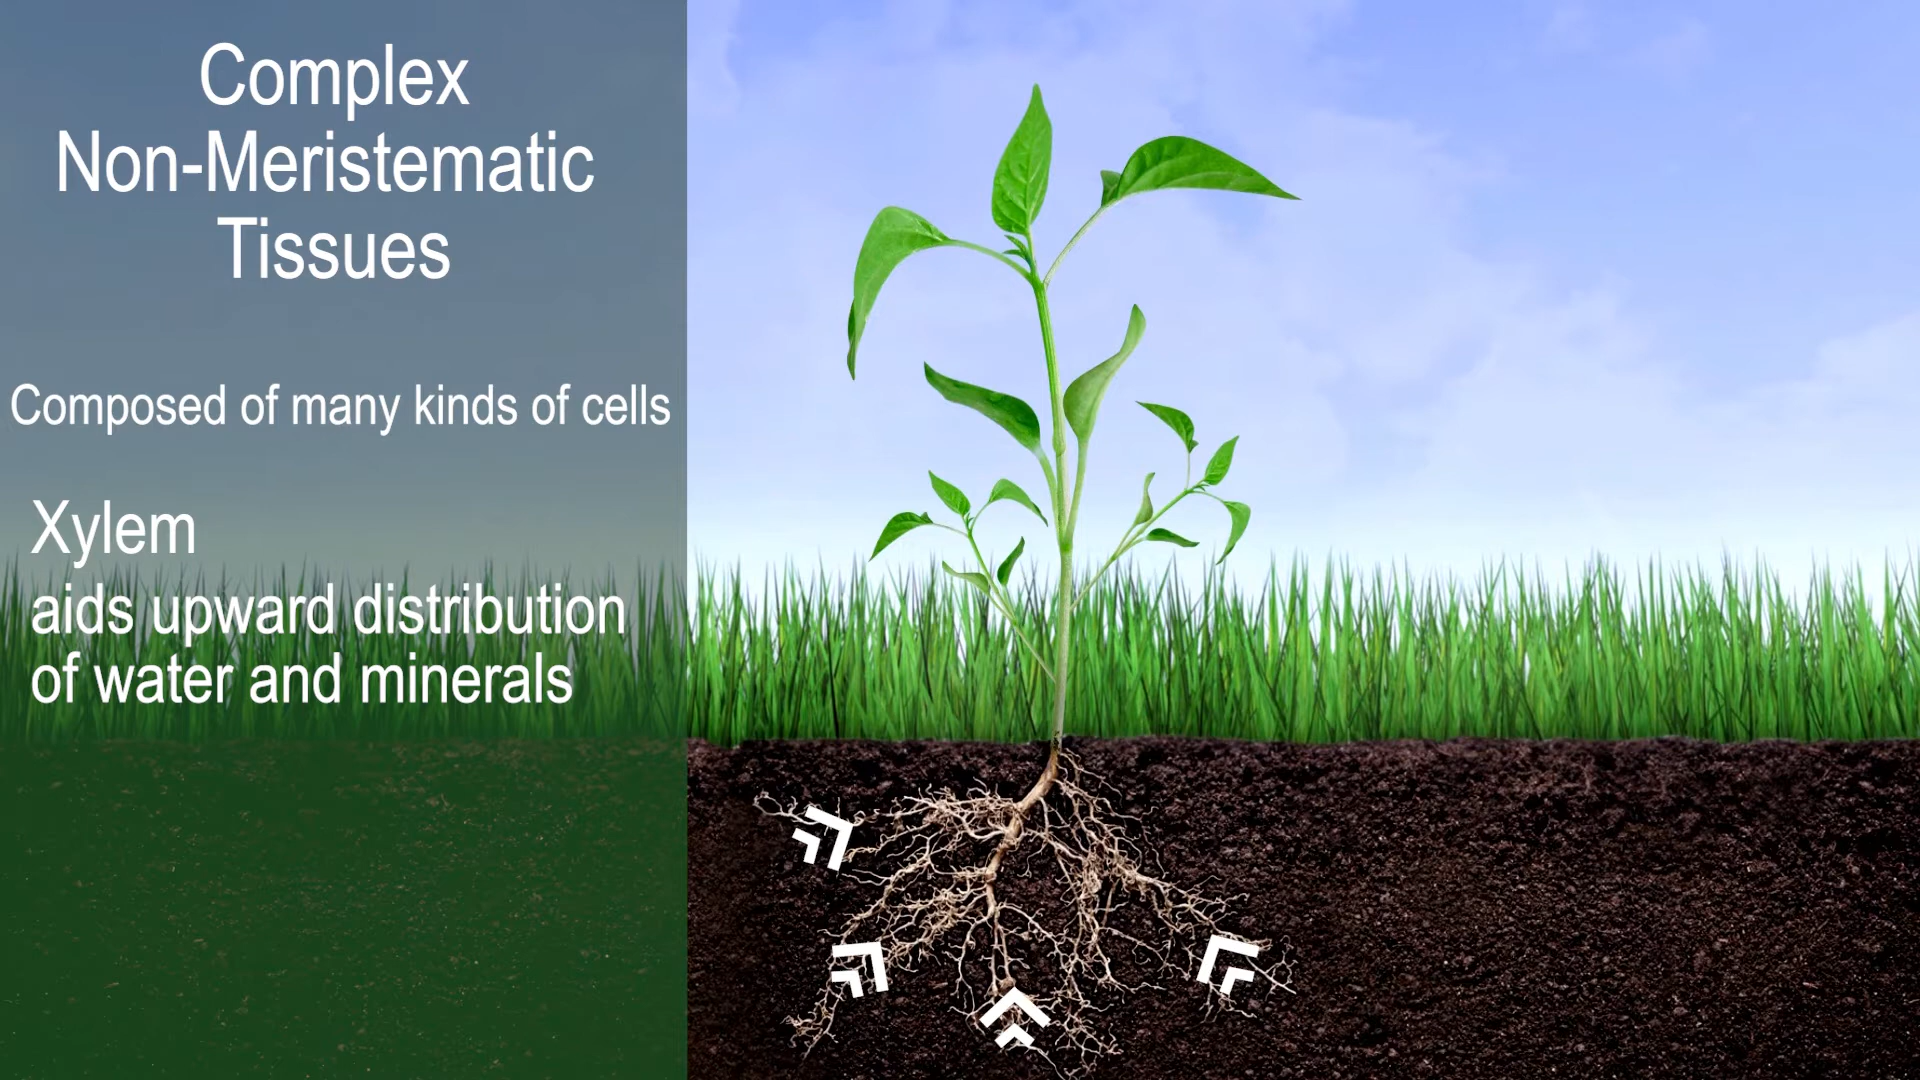 Complex
Non-Meristematic
Tissues
Composed of many kinds of cells
Xylem
aids upward distribution
of water and minerals